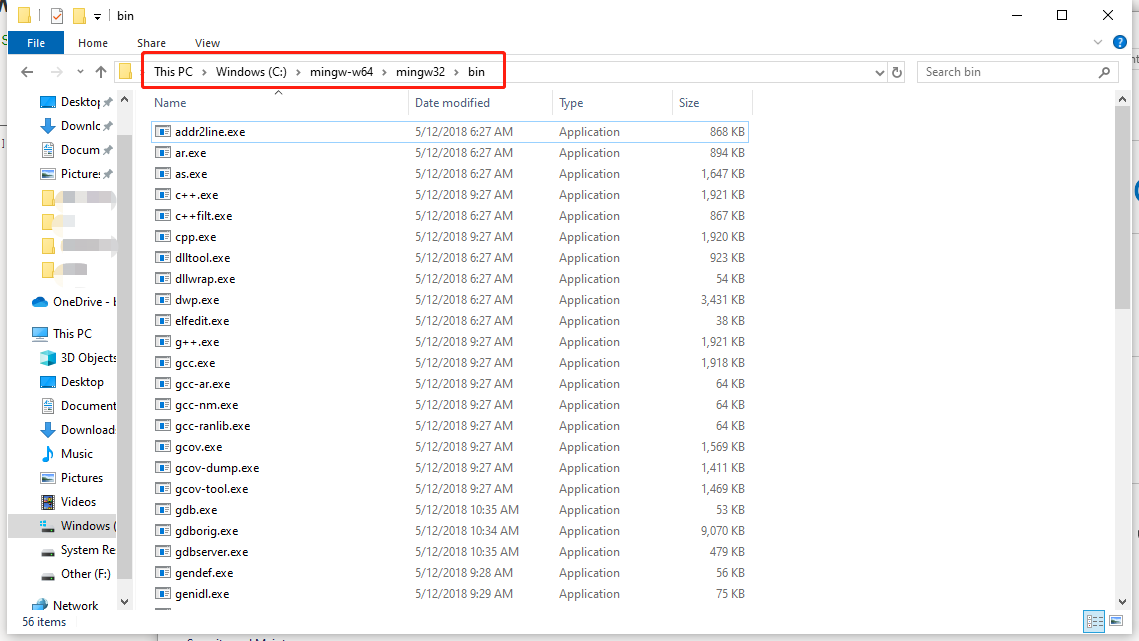 bin
File Home Share View
This PC > Windows (C:) > mingw-w64 > mingw32 > bin
Search bin
Name Date modified Type Size
addr2line.exe 5/12/2018 6:27 AM Application 868 KB
ar.exe 5/12/2018 6:27 AM Application 894 KB
as.exe 5/12/2018 6:27 AM Application 1,647 KB
c++.exe 5/12/2018 9:27 AM Application 1,921 KB
c++filt.exe 5/12/2018 6:27 AM Application 867 KB
cpp.exe 5/12/2018 9:27 AM Application 1,920 KB
dlltool.exe 5/12/2018 6:27 AM Application 923 KB
dllwrap.exe 5/12/2018 6:27 AM Application 54 KB
dwp.exe 5/12/2018 6:27 AM Application 3,431 KB
elfedit.exe 5/12/2018 6:27 AM Application 38 KB
g++.exe 5/12/2018 9:27 AM Application 1,921 KB
gcc.exe 5/12/2018 9:27 AM Application 1,918 KB
gcc-ar.exe 5/12/2018 9:27 AM Application 64 KB
gcc-nm.exe 5/12/2018 9:27 AM Application 64 KB
gcc-ranlib.exe 5/12/2018 9:27 AM Application 64 KB
gcov.exe 5/12/2018 9:27 AM Application 1,569 KB
gcov-dump.exe 5/12/2018 9:27 AM Application 1,411 KB
gcov-tool.exe 5/12/2018 9:27 AM Application 1,469 KB
gdb.exe 5/12/2018 10:35 AM Application 53 KB
gdborig.exe 5/12/2018 10:34 AM Application 9,070 KB
gdbserver.exe 5/12/2018 10:35 AM Application 479 KB
gendef.exe 5/12/2018 9:28 AM Application 56 KB
genidl.exe 5/12/2018 9:29 AM Application 75 KB
Desktop
Downlc
Docum
Pictures
OneDrive - b
This PC
3D Objects
Desktop
Document
Download
Music
Pictures
Videos
Windows (
System Re
Other (F:)
Network
56 items